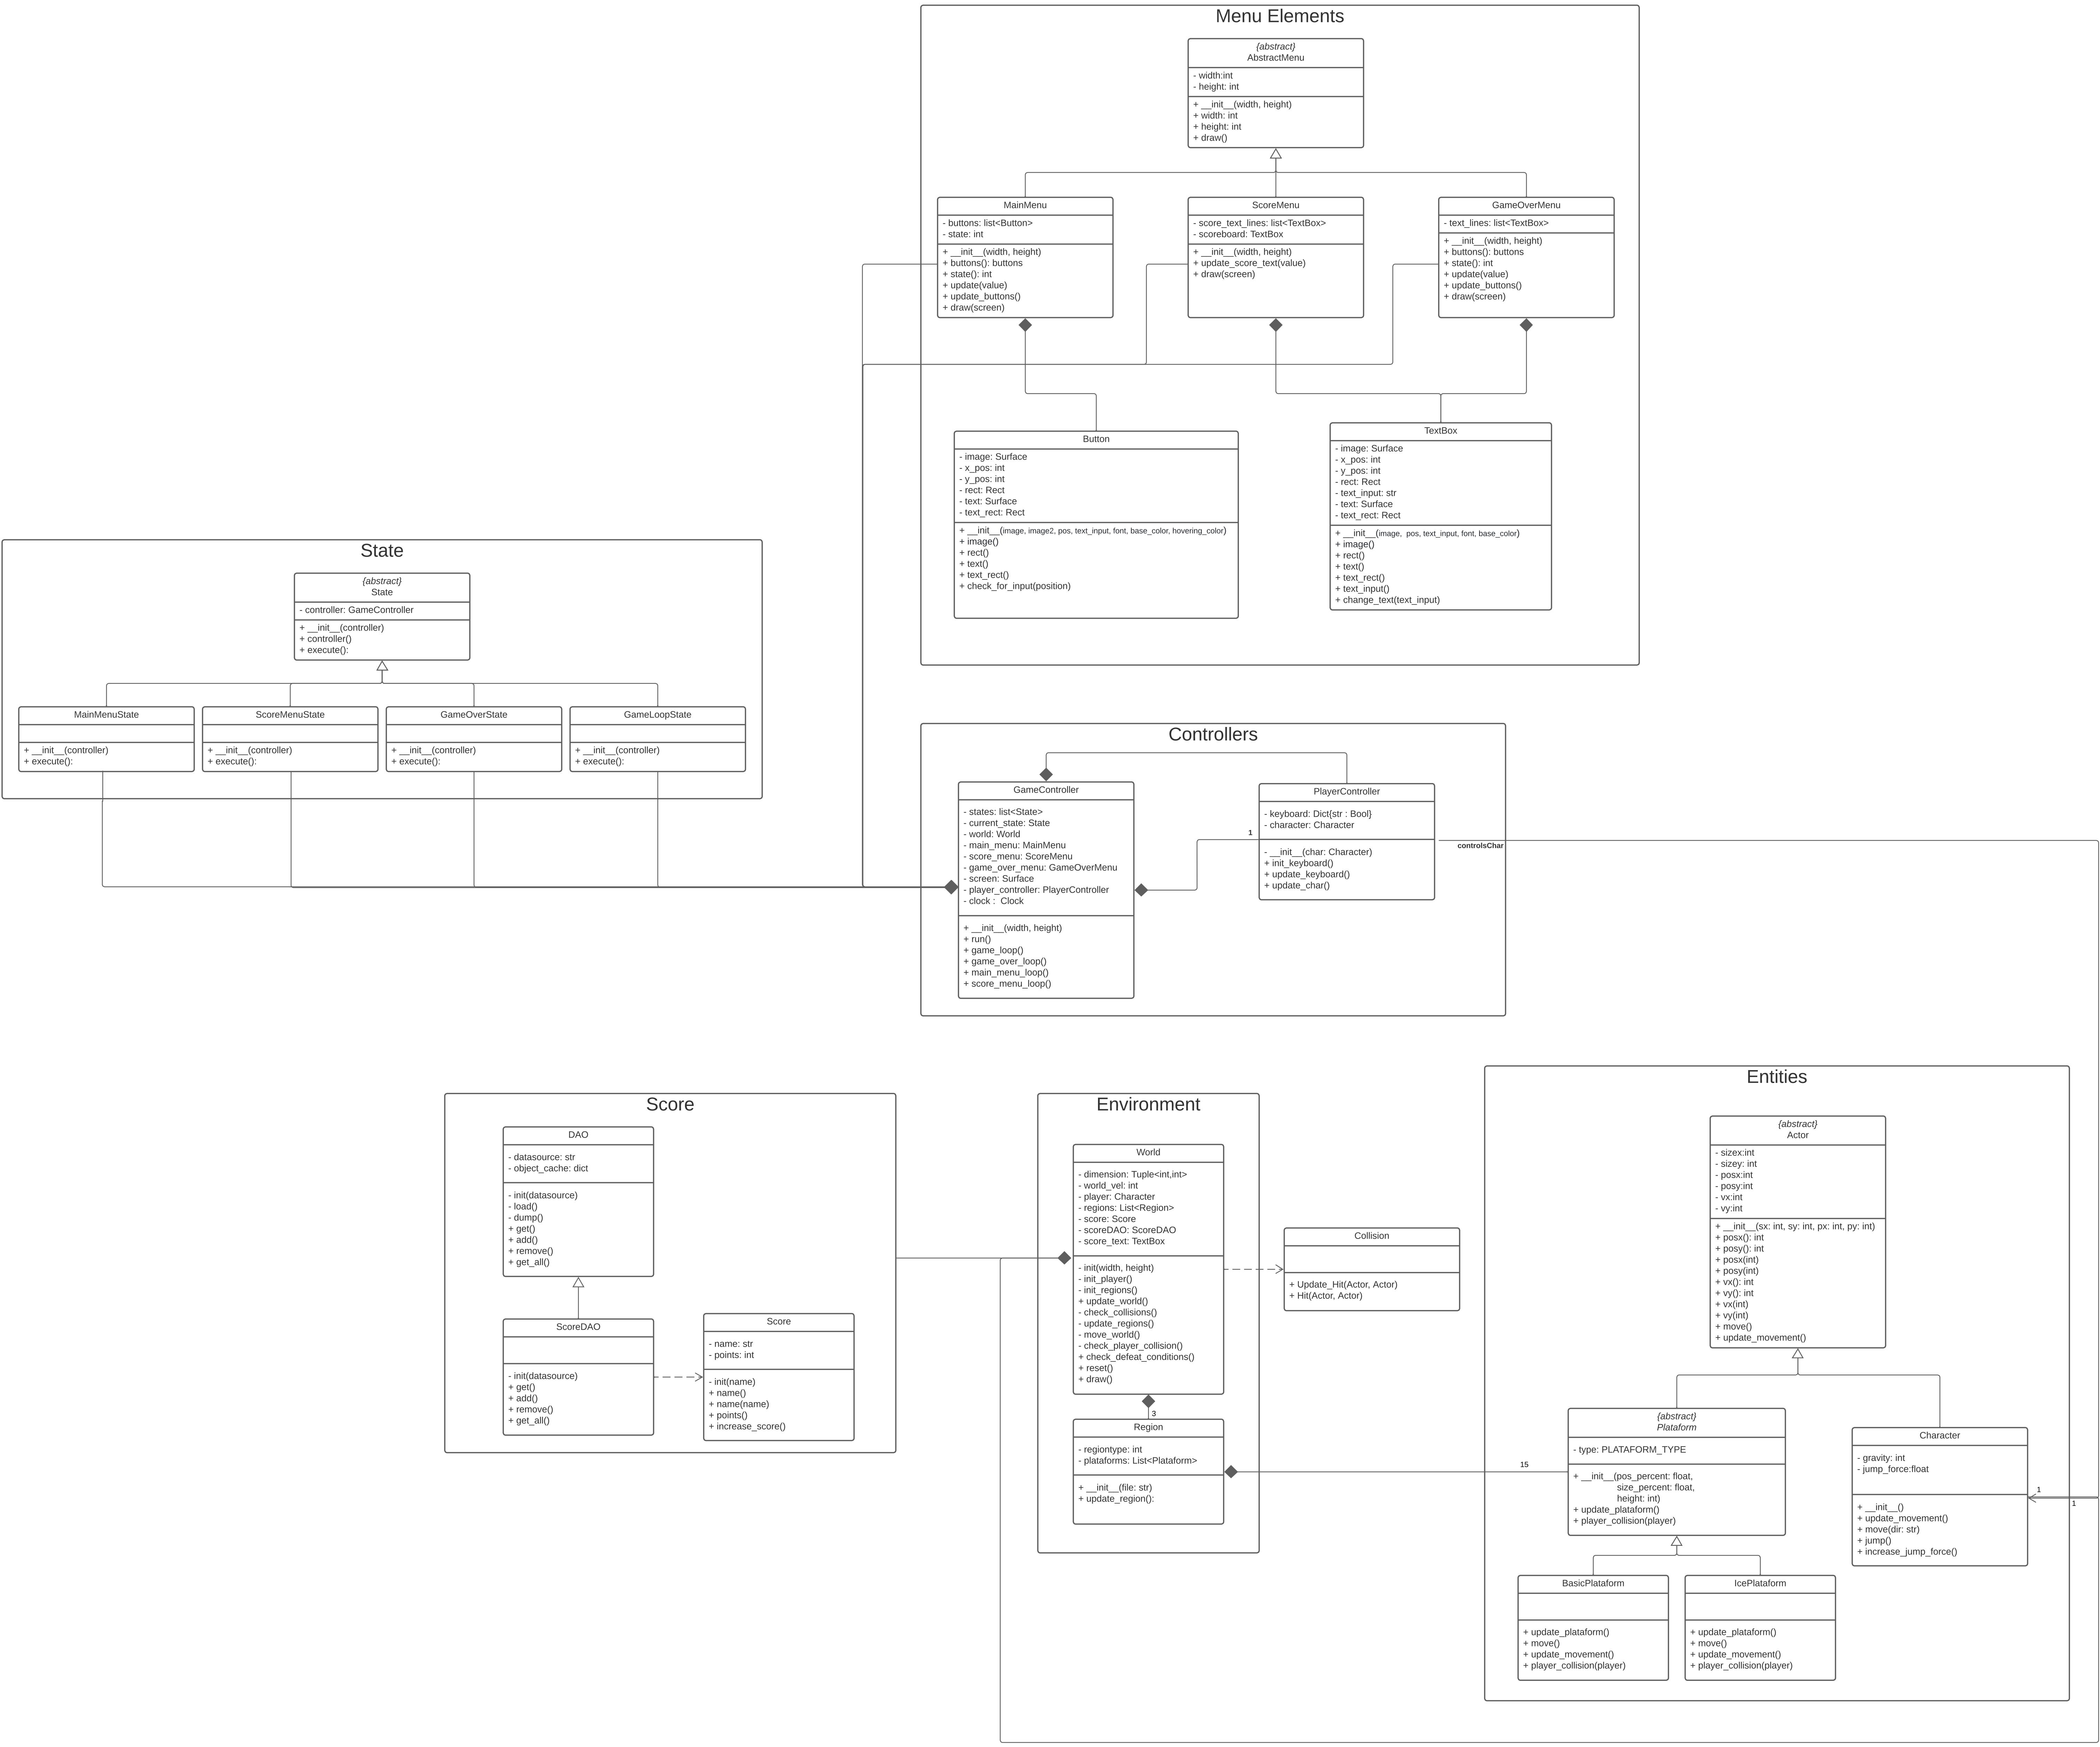 Menu Elements
{abstract}
AbstractMenu
- width:int
- height: int
+ __init__(width, height)
+ width: int
+ height: int
+ draw()
MainMenu
- buttons: list<Button>
- state: int
+ __init__(width, height)
+ buttons(): buttons
+ state(): int
+ update(value)
+ update_buttons()
+ draw(screen)
ScoreMenu
- score_text_lines: list<TextBox>
- scoreboard: TextBox
+ __init__(width, height)
+ update_score_text(value)
+ draw(screen)
GameOverMenu
- text_lines: list<TextBox>
+ __init__(width, height)
+ buttons(): buttons
+ state(): int
+ update(value)
+ update_buttons()
+ draw(screen)
Button
- image: Surface
- x_pos: int
- y_pos: int
- rect: Rect
- text: Surface
- text_rect: Rect
+ __init__(image, image2, pos, text_input, font, base_color, hovering_color)
+ image()
+ rect()
+ text()
+ text_rect()
+ check_for_input(position)
TextBox
- image: Surface
- x_pos: int
- y_pos: int
- rect: Rect
- text_input: str
- text: Surface
- text_rect: Rect
+ __init__(image,  pos, text_input, font, base_color)
+ image()
+ rect()
+ text()
+ text_rect()
+ text_input()
+ change_text(text_input)
State
{abstract}
State
- controller: GameController
+ __init__(controller)
+ controller()
+ execute():
MainMenuState
+ __init__(controller)
+ execute():
ScoreMenuState
+ __init__(controller)
+ execute():
GameOverState
+ __init__(controller)
+ execute():
GameLoopState
+ __init__(controller)
+ execute():
Controllers
GameController
- states: list<State>
- current_state: State
- world: World
- main_menu: MainMenu
- score_menu: ScoreMenu
- game_over_menu: GameOverMenu
- screen: Surface
- player_controller: PlayerController
- clock :  Clock
+ __init__(width, height)
+ run()
+ game_loop()
+ game_over_loop()
+ main_menu_loop()
+ score_menu_loop()
1
PlayerController
- keyboard: Dict{str : Bool}
- character: Character
- __init__(char: Character)
+ init_keyboard()
+ update_keyboard()
+ update_char()
controlsChar
Score
DAO
- datasource: str
- object_cache: dict
- init(datasource)
- load()
- dump()
+ get()
+ add()
+ remove()
+ get_all()
ScoreDAO
- init(datasource)
+ get()
+ add()
+ remove()
+ get_all()
Score
- name: str
- points: int
- init(name)
+ name()
+ name(name)
+ points()
+ increase_score()
Environment
World
- dimension: Tuple<int,int>
- world_vel: int
- player: Character
- regions: List<Region>
- score: Score
- scoreDAO: ScoreDAO
- score_text: TextBox
- init(width, height)
- init_player()
- init_regions()
+ update_world()
- check_collisions()
- update_regions()
- move_world()
- check_player_collision()
+ check_defeat_conditions()
+ reset()
+ draw()
3
Region
- regiontype: int
- plataforms: List<Plataform>
+ __init__(file: str)
+ update_region():
Collision
+ Update_Hit(Actor, Actor)
+ Hit(Actor, Actor)
Entities
{abstract}
Actor
- sizex:int
- sizey: int
- posx:int
- posy:int
- vx:int
- vy:int
+ __init__(sx: int, sy: int, px: int, py: int)
+ posx(): int
+ posy(): int
+ posx(int)
+ posy(int)
+ vx(): int
+ vy(): int
+ vx(int)
+ vy(int)
+ move()
+ update_movement()
15
{abstract}
Plataform
- type: PLATAFORM_TYPE
+ __init__(pos_percent: float,
size_percent: float,
height: int)
+ update_plataform()
+ player_collision(player)
Character
- gravity: int
- jump_force:float
+ __init__()
+ update_movement()
+ move(dir: str)
+ jump()
+ increase_jump_force()
1
1
BasicPlataform
+ update_plataform()
+ move()
+ update_movement()
+ player_collision(player)
IcePlataform
+ update_plataform()
+ move()
+ update_movement()
+ player_collision(player)